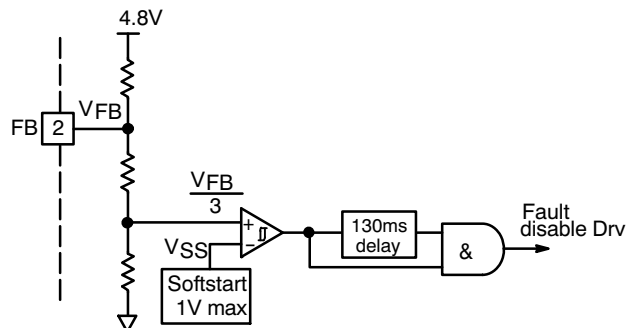 4.8V
VFB
FB 2
VFB
3
+
VSS −
Softstart
1V max
130ms
delay
&
Fault
disable Drv